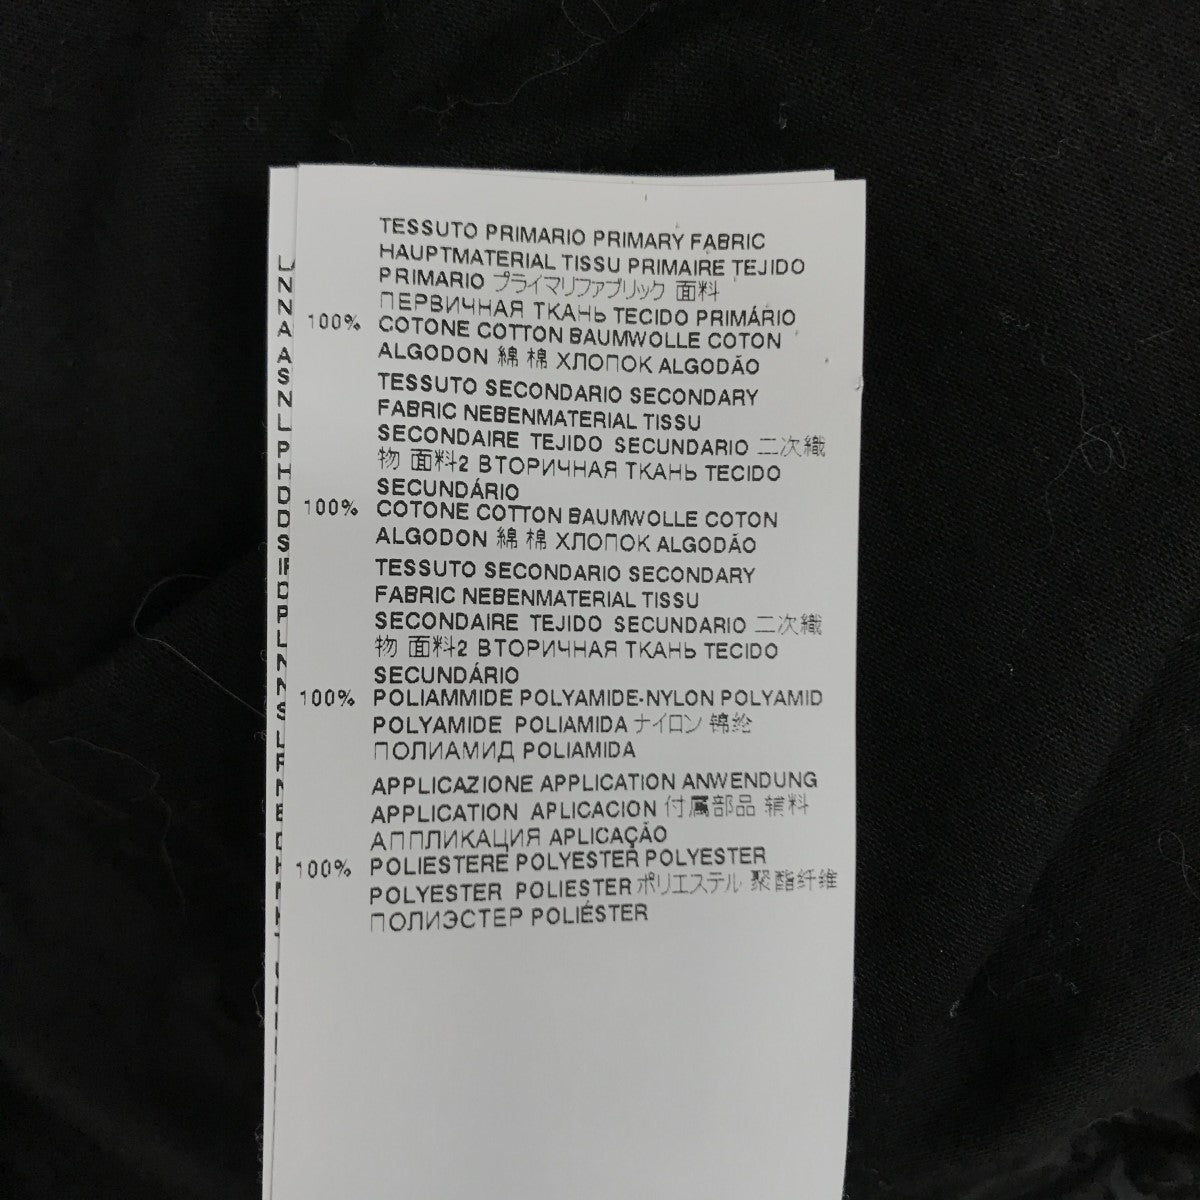 TESSUTO PRIMARIO PRIMARY FABRIC
HAUPTMATERIAL TISSU PRIMAIRE TEJIDO
PRIMARIO プライマリファブリック 面料
ПЕРВИЧНАЯ ТКАНЬ TECIDO PRIMÁRIO
100% COTONE COTTON BAUMWOLLE COTON
ALGODON 綿 棉 ХЛОПОК ALGODÃO
TESSUTO SECONDARIO SECONDARY
FABRIC NEBENMATERIAL TISSU
SECONDAIRE TEJIDO SECUNDARIO 二次織
物 面料2 ВТОРИЧНАЯ ТКАНЬ TECIDO
SECUNDÁRIO
100% COTONE COTTON BAUMWOLLE COTON
ALGODON 綿 棉 ХЛОПОК ALGODÃO
TESSUTO SECONDARIO SECONDARY
FABRIC NEBENMATERIAL TISSU
SECONDAIRE TEJIDO SECUNDARIO 二次織
物 面料2 ВТОРИЧНАЯ ТКАНЬ TECIDO
SECUNDÁRIO
100% POLIAMMIDE POLYAMIDE-NYLON POLYAMID
POLYAMIDE POLIAMIDA ナイロン 锦纶
ПОЛИАМИД POLIAMIDA
APPLICAZIONE APPLICATION ANWENDUNG
APPLICATION APLICACION 付属部品 辅料
АППЛИКАЦИЯ APLICAÇÃO
100% POLIESTERE POLYESTER POLYESTER
POLYESTER POLIESTER ポリエステル 聚酯纤维
ПОЛИЭСТЕР POLIÉSTER